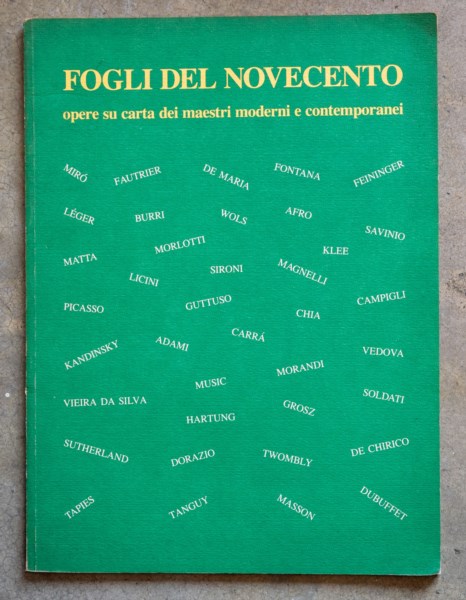 FOGLI DEL NOVECENTO
opere su carta dei maestri moderni e contemporanei
MIRÓ FAUTRIER DE MARIA FONTANA FEININGER
LÉGER BURRI WOLS AFRO SAVINIO
MATTA MORLOTTI KLEE
LICINI SIRONI MAGNELLI
PICASSO GUTTUSO CHIA CAMPIGLI
KANDINSKY ADAMI CARRÁ VEDOVA
MUSIC MORANDI
VIEIRA DA SILVA HARTUNG GROSZ SOLDATI
SUTHERLAND DORAZIO TWOMBLY DE CHIRICO
TAPIES TANGUY MASSON DUBUFFET